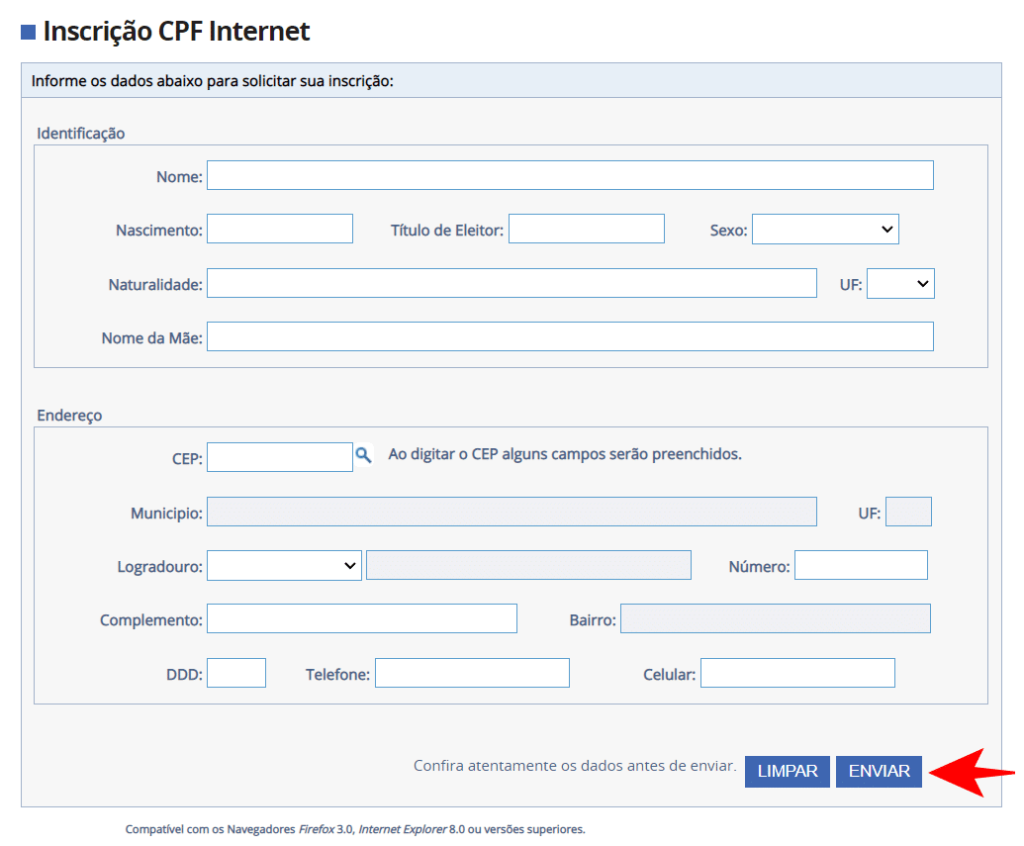 Inscrição CPF Internet
Informe os dados abaixo para solicitar sua inscrição:
Identificação
Nome:
Nascimento: Título de Eleitor: Sexo:
Naturalidade: UF:
Nome da Mãe:
Endereço
CEP: Ao digitar o CEP alguns campos serão preenchidos.
Municipio: UF:
Logradouro: Número:
Complemento: Bairro:
DDD: Telefone: Celular:
Confira atentamente os dados antes de enviar. LIMPAR ENVIAR
Compatível com os Navegadores Firefox 3.0, Internet Explorer 8.0 ou versões superiores.